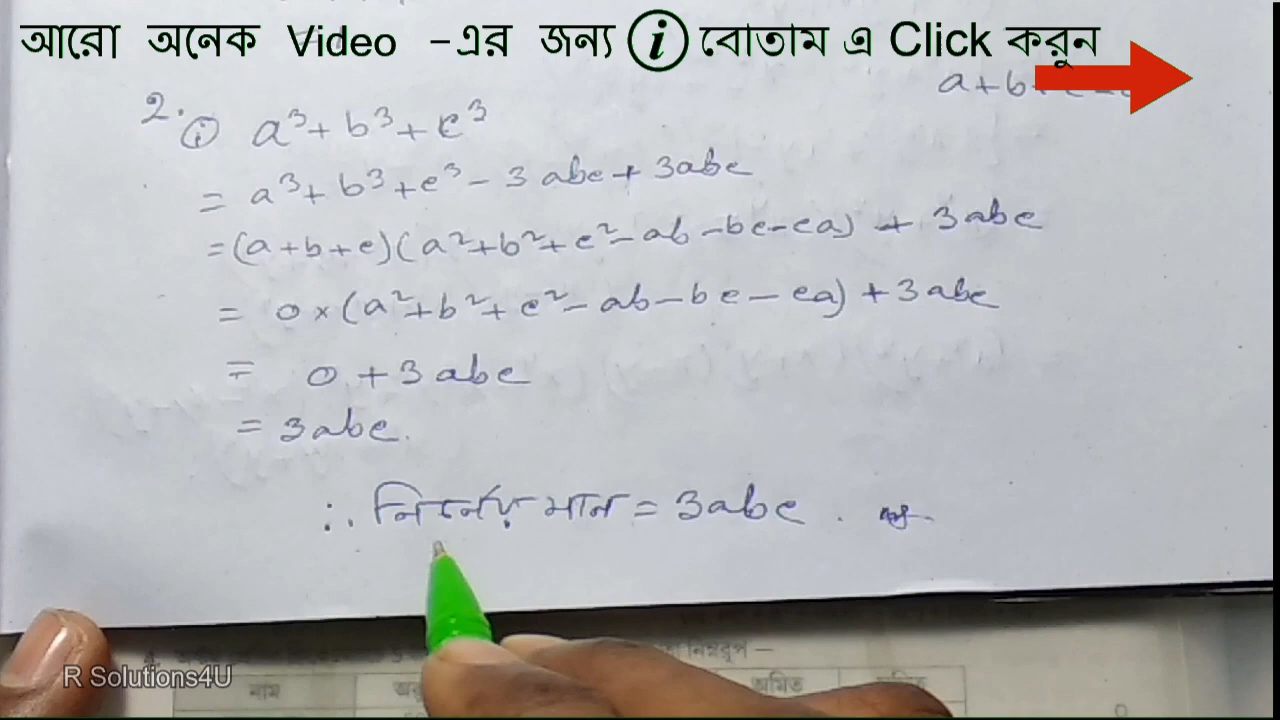 আরো অনেক Video -এর জন্য i বোতাম এ Click করুন
a+b+c
2. i a³+b³+c³
= a³+b³+c³-3abc+3abc
=(a+b+c)(a²+b²+c²-ab-bc-ca)+3abc
= 0×(a²+b²+c²-ab-bc-ca)+3abc
= 0+3abc
= 3abc.
∴ নির্নেয় মান = 3abc.
নিম্নরূপ –
R Solutions4U
নাম